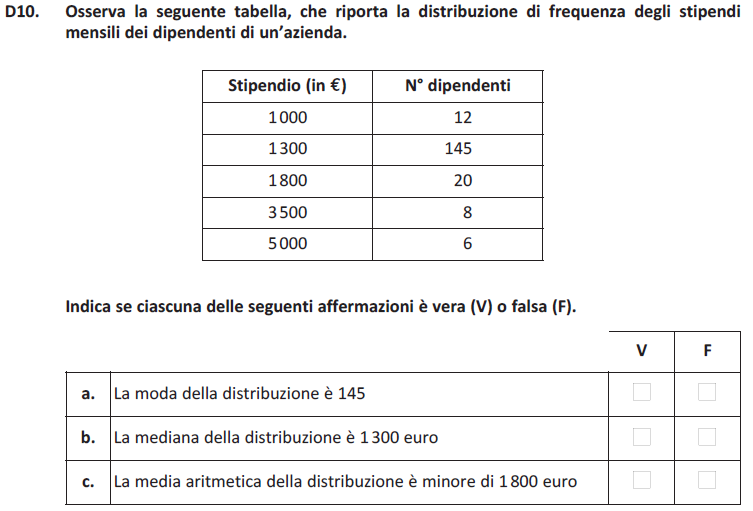 D10. Osserva la seguente tabella, che riporta la distribuzione di frequenza degli stipendi
mensili dei dipendenti di un'azienda.
Stipendio (in €) N° dipendenti
1000 12
1300 145
1800 20
3500 8
5000 6
Indica se ciascuna delle seguenti affermazioni è vera (V) o falsa (F).
V F
a. La moda della distribuzione è 145
b. La mediana della distribuzione è 1300 euro
c. La media aritmetica della distribuzione è minore di 1800 euro